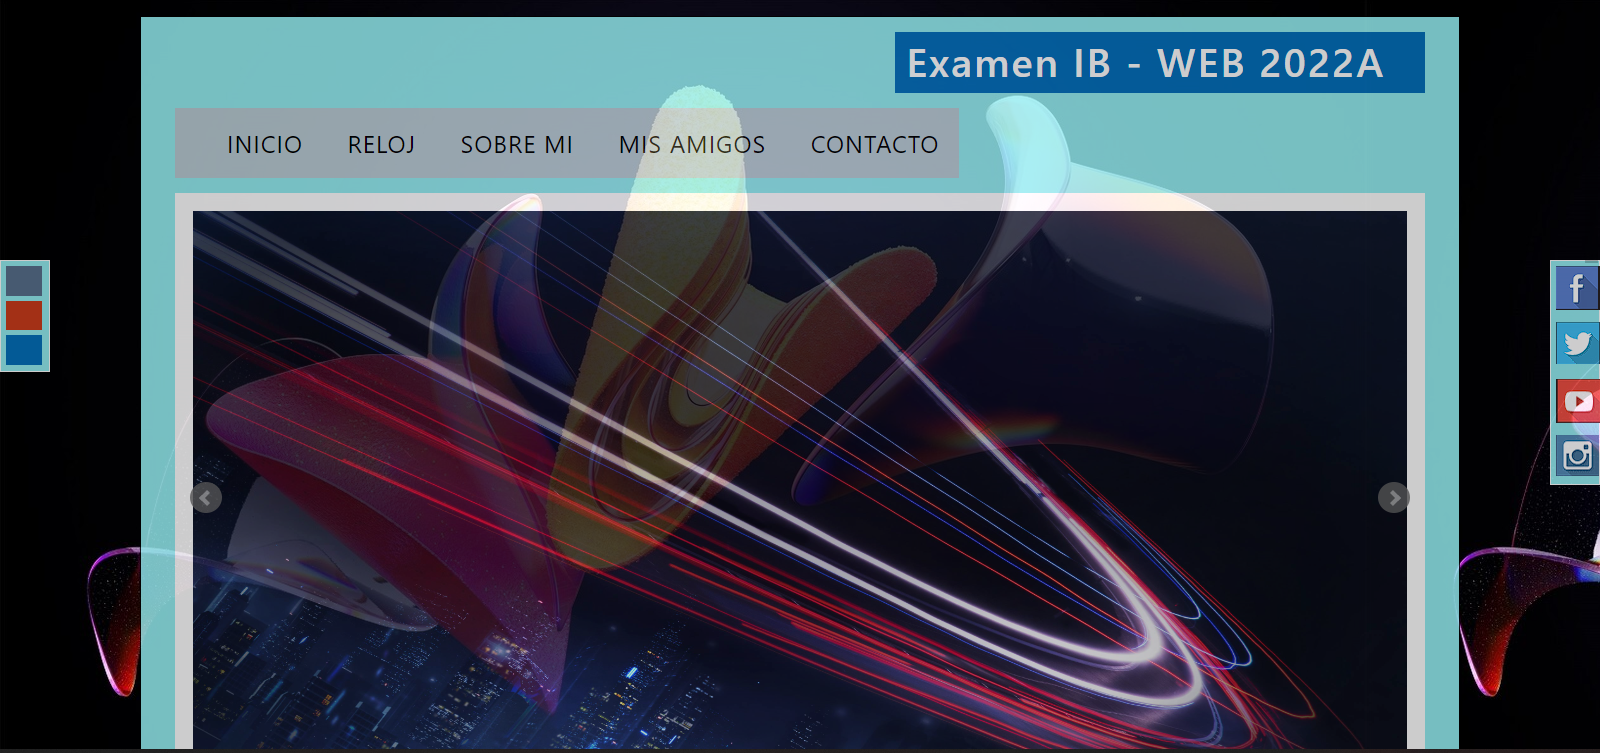 Examen IB - WEB 2022A
INICIO RELOJ SOBRE MI MIS AMIGOS CONTACTO